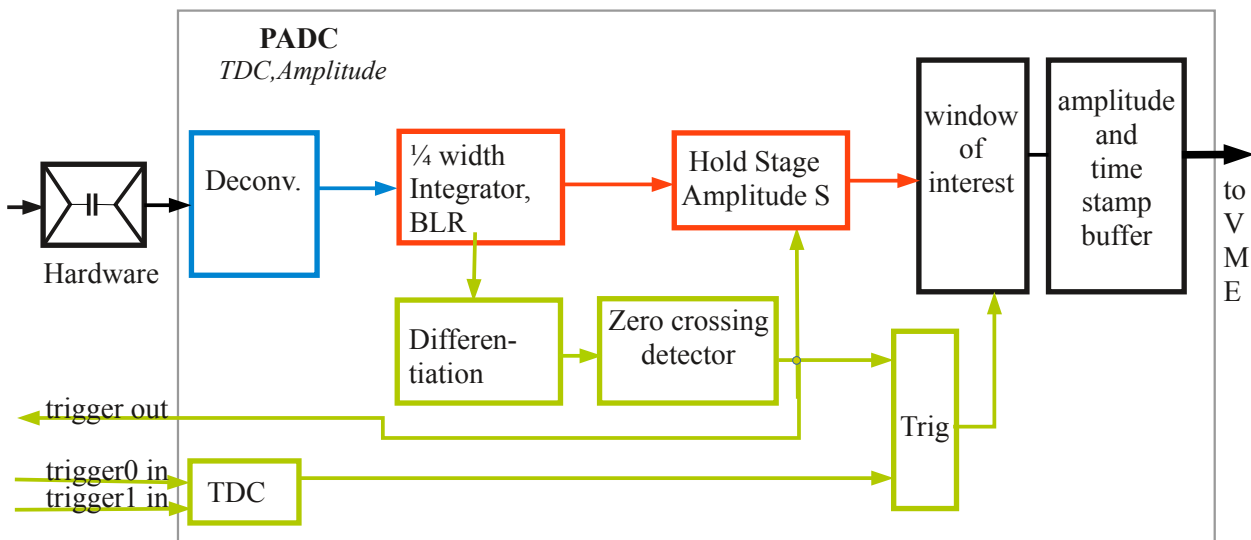 PADC
TDC,Amplitude
Hardware
Deconv.
¼ width
Integrator,
BLR
Hold Stage
Amplitude S
window
of
interest
amplitude
and
time
stamp
buffer
to
V
M
E
Differen-
tiation
Zero crossing
detector
Trig
trigger out
trigger0 in
trigger1 in
TDC